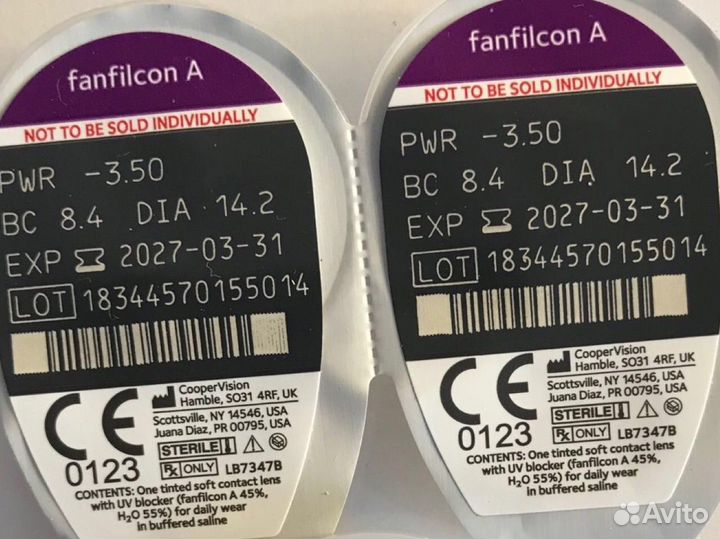 fanfilcon A
NOT TO BE SOLD INDIVIDUALLY
PWR -3.50
BC 8.4 DIA 14.2
EXP 2027-03-31
LOT 18344570155014
CE
0123
CooperVision
Hamble, SO31 4RF, UK
Scottsville, NY 14546, USA
Juana Diaz, PR 00795, USA
STERILE
Rx ONLY LB7347B
CONTENTS: One tinted soft contact lens
with UV blocker (fanfilcon A 45%,
H₂O 55%) for daily wear
in buffered saline
fanfilcon A
NOT TO BE SOLD INDIVIDUALLY
PWR -3.50
BC 8.4 DIA 14.2
EXP 2027-03-31
LOT 18344570155014
CE
0123
CooperVision
Hamble, SO31 4RF, UK
Scottsville, NY 14546, USA
Juana Diaz, PR 00795, USA
STERILE
Rx ONLY LB7347B
CONTENTS: One tinted soft contact lens
with UV blocker (fanfilcon A 45%,
H₂O 55%) for daily wear
in buffered saline
Avito